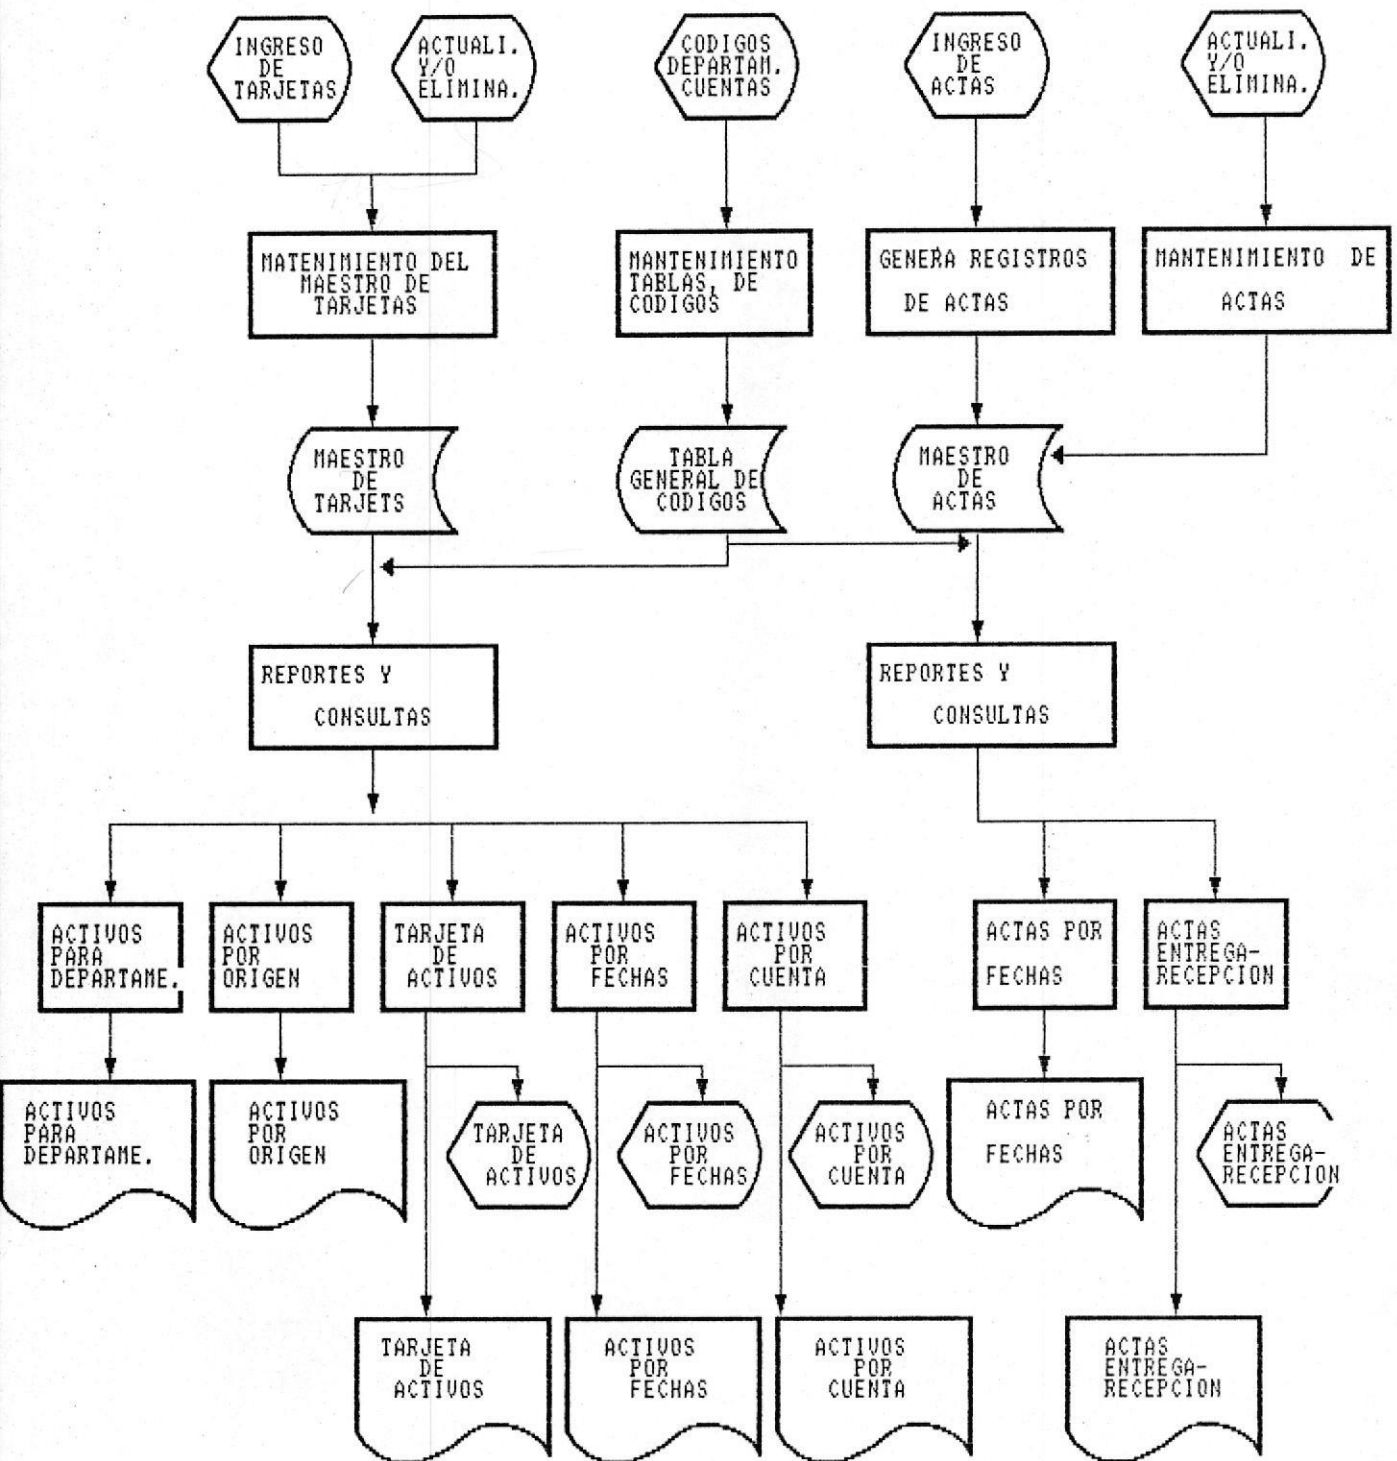 INGRESO
DE
TARJETAS
ACTUALI.
Y/O
ELIMINA.
CODIGOS
DEPARTAM.
CUENTAS
INGRESO
DE
ACTAS
ACTUALI.
Y/O
ELIMINA.
MATENIMIENTO DEL
MAESTRO DE
TARJETAS
MANTENIMIENTO
TABLAS, DE
CODIGOS
GENERA REGISTROS
DE ACTAS
MANTENIMIENTO DE
ACTAS
MAESTRO
DE
TARJETS
TABLA
GENERAL DE
CODIGOS
MAESTRO
DE
ACTAS
REPORTES Y
CONSULTAS
REPORTES Y
CONSULTAS
ACTIVOS
PARA
DEPARTAME.
ACTIVOS
POR
ORIGEN
TARJETA
DE
ACTIVOS
ACTIVOS
POR
FECHAS
ACTIVOS
POR
CUENTA
ACTAS POR
FECHAS
ACTAS
ENTREGA-
RECEPCION
ACTIVOS
PARA
DEPARTAME.
ACTIVOS
POR
ORIGEN
TARJETA
DE
ACTIVOS
ACTIVOS
POR
FECHAS
ACTIVOS
POR
CUENTA
ACTAS POR
FECHAS
ACTAS
ENTREGA-
RECEPCION
TARJETA
DE
ACTIVOS
ACTIVOS
POR
FECHAS
ACTIVOS
POR
CUENTA
ACTAS
ENTREGA-
RECEPCION